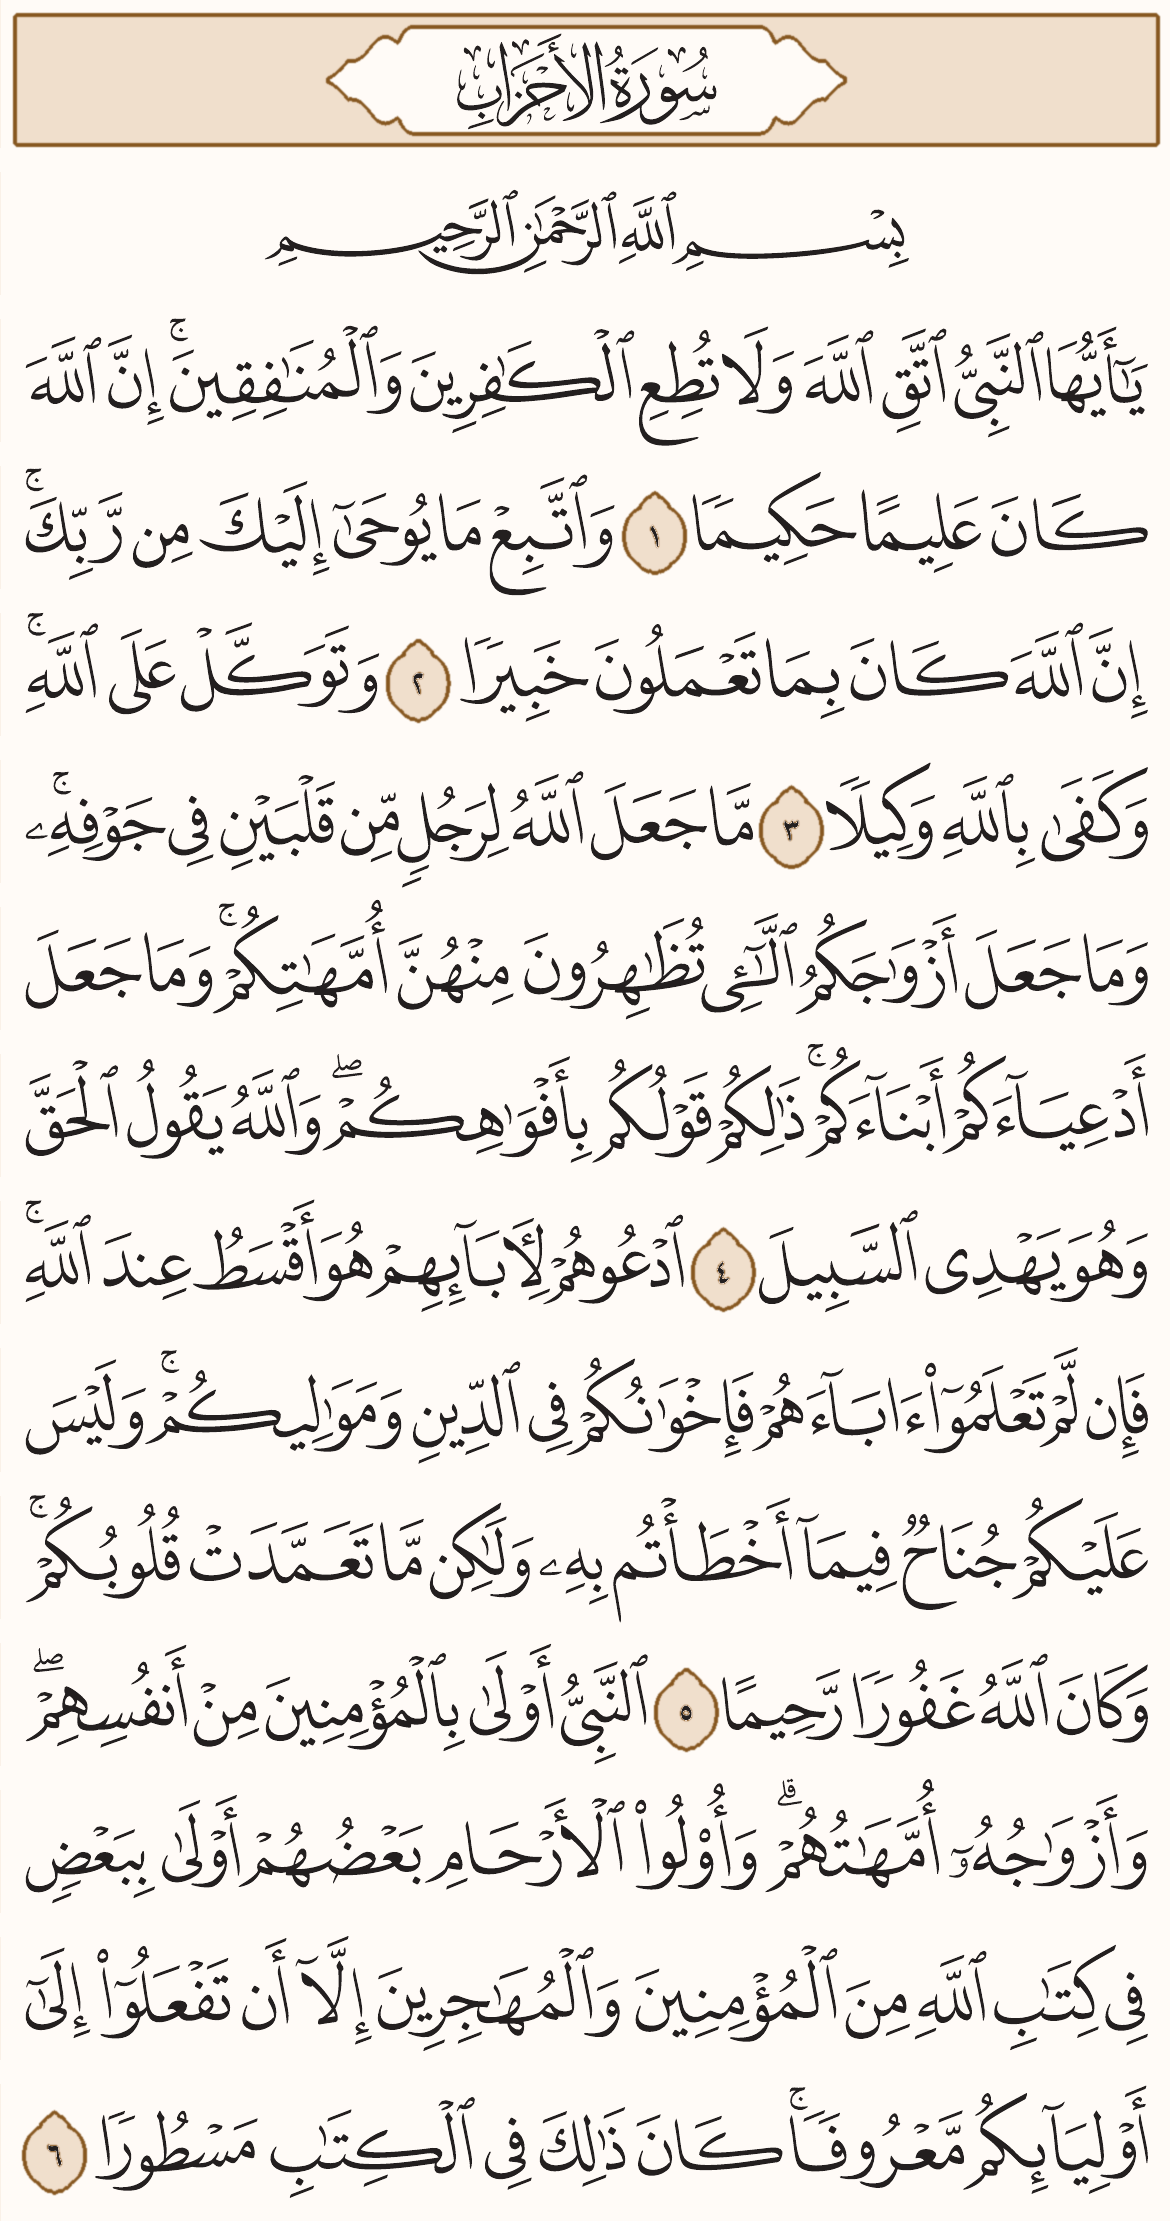 سُورَةُ الأَحۡزَابِ
بِسۡمِ ٱللَّهِ ٱلرَّحۡمَٰنِ ٱلرَّحِيمِ
يَٰٓأَيُّهَا ٱلنَّبِيُّ ٱتَّقِ ٱللَّهَ وَلَا تُطِعِ ٱلۡكَٰفِرِينَ وَٱلۡمُنَٰفِقِينَۚ إِنَّ ٱللَّهَ
كَانَ عَلِيمًا حَكِيمٗا ١ وَٱتَّبِعۡ مَا يُوحَىٰٓ إِلَيۡكَ مِن رَّبِّكَۚ
إِنَّ ٱللَّهَ كَانَ بِمَا تَعۡمَلُونَ خَبِيرٗا ٢ وَتَوَكَّلۡ عَلَى ٱللَّهِۚ
وَكَفَىٰ بِٱللَّهِ وَكِيلٗا ٣ مَّا جَعَلَ ٱللَّهُ لِرَجُلٖ مِّن قَلۡبَيۡنِ فِي جَوۡفِهِۦۚ
وَمَا جَعَلَ أَزۡوَٰجَكُمُ ٱلَّٰٓـِٔي تُظَٰهِرُونَ مِنۡهُنَّ أُمَّهَٰتِكُمۡۚ وَمَا جَعَلَ
أَدۡعِيَآءَكُمۡ أَبۡنَآءَكُمۡۚ ذَٰلِكُمۡ قَوۡلُكُم بِأَفۡوَٰهِكُمۡۖ وَٱللَّهُ يَقُولُ ٱلۡحَقَّ
وَهُوَ يَهۡدِي ٱلسَّبِيلَ ٤ ٱدۡعُوهُمۡ لِأٓبَآئِهِمۡ هُوَ أَقۡسَطُ عِندَ ٱللَّهِۚ
فَإِن لَّمۡ تَعۡلَمُوٓاْ ءَابَآءَهُمۡ فَإِخۡوَٰنُكُمۡ فِي ٱلدِّينِ وَمَوَٰلِيكُمۡۚ وَلَيۡسَ
عَلَيۡكُمۡ جُنَاحٞ فِيمَآ أَخۡطَأۡتُم بِهِۦ وَلَٰكِن مَّا تَعَمَّدَتۡ قُلُوبُكُمۡۚ
وَكَانَ ٱللَّهُ غَفُورٗا رَّحِيمًا ٥ ٱلنَّبِيُّ أَوۡلَىٰ بِٱلۡمُؤۡمِنِينَ مِنۡ أَنفُسِهِمۡۖ
وَأَزۡوَٰجُهُۥٓ أُمَّهَٰتُهُمۡۗ وَأُوْلُواْ ٱلۡأَرۡحَامِ بَعۡضُهُمۡ أَوۡلَىٰ بِبَعۡضٖ
فِي كِتَٰبِ ٱللَّهِ مِنَ ٱلۡمُؤۡمِنِينَ وَٱلۡمُهَٰجِرِينَ إِلَّآ أَن تَفۡعَلُوٓاْ إِلَىٰٓ
أَوۡلِيَآئِكُم مَّعۡرُوفٗاۚ كَانَ ذَٰلِكَ فِي ٱلۡكِتَٰبِ مَسۡطُورٗا ٦